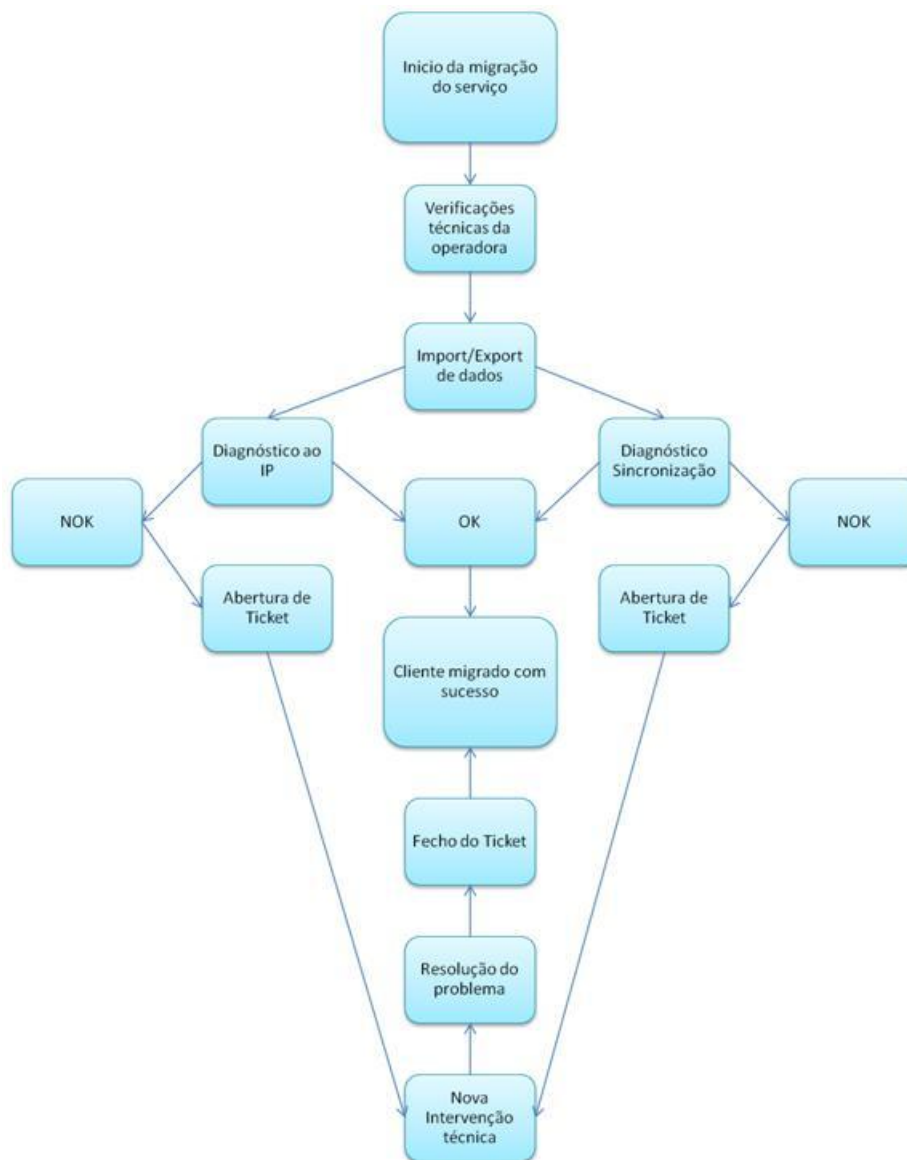 Inicio da migração
do serviço
Verificações
técnicas da
operadora
Import/Export
de dados
Diagnóstico ao
IP
Diagnóstico
Sincronização
NOK
OK
NOK
Abertura de
Ticket
Abertura de
Ticket
Cliente migrado com
sucesso
Fecho do Ticket
Resolução do
problema
Nova
Intervenção
técnica